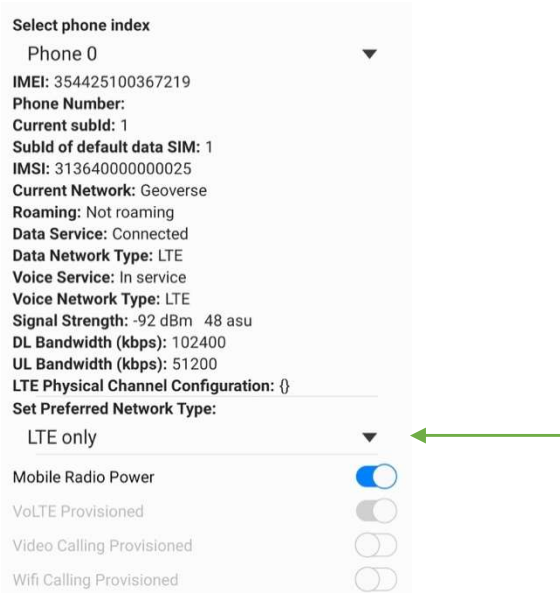 Select phone index
Phone 0
IMEI: 354425100367219
Phone Number:
Current subId: 1
SubId of default data SIM: 1
IMSI: 313640000000025
Current Network: Geoverse
Roaming: Not roaming
Data Service: Connected
Data Network Type: LTE
Voice Service: In service
Voice Network Type: LTE
Signal Strength: -92 dBm 48 asu
DL Bandwidth (kbps): 102400
UL Bandwidth (kbps): 51200
LTE Physical Channel Configuration: {}
Set Preferred Network Type:
LTE only
Mobile Radio Power
VoLTE Provisioned
Video Calling Provisioned
Wifi Calling Provisioned